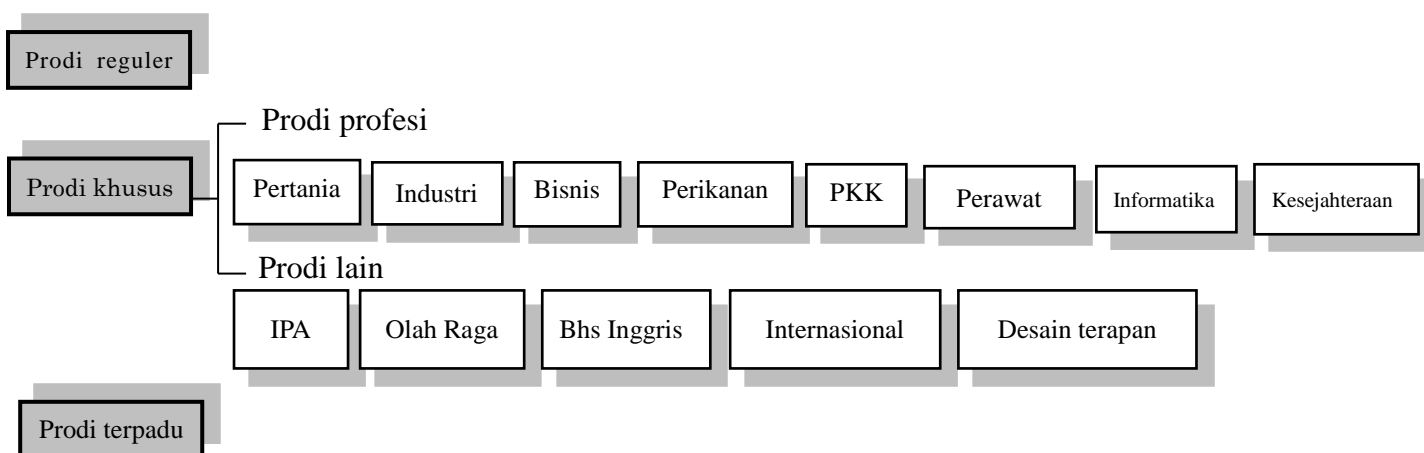 Prodi reguler
Prodi profesi
Prodi khusus
Pertania
Industri
Bisnis
Perikanan
PKK
Perawat
Informatika
Kesejahteraan
Prodi lain
IPA
Olah Raga
Bhs Inggris
Internasional
Desain terapan
Prodi terpadu